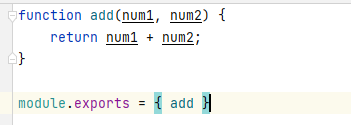 function add(num1, num2) {
    return num1 + num2;
}

module.exports = { add }